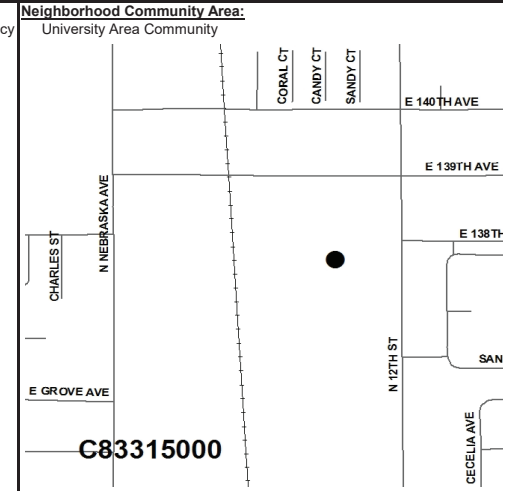 Neighborhood Community Area:
cy University Area Community
CORAL CT
CANDY CT
SANDY CT
E 140TH AVE
E 139TH AVE
N NEBRASKA AVE
E 138TH
CHARLES ST
N 12TH ST
SAN
E GROVE AVE
CECELIA AVE
C83315000